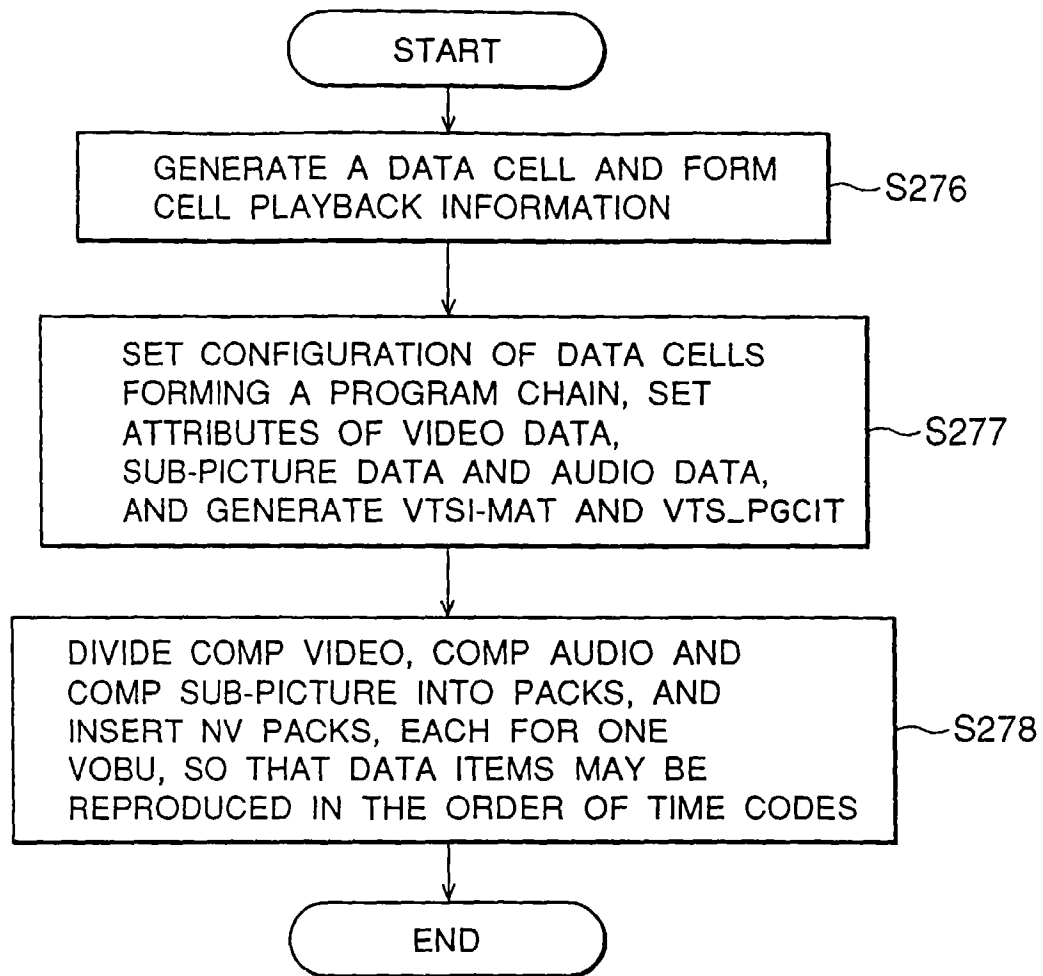 START
GENERATE A DATA CELL AND FORM
CELL PLAYBACK INFORMATION
S276
SET CONFIGURATION OF DATA CELLS
FORMING A PROGRAM CHAIN, SET
ATTRIBUTES OF VIDEO DATA,
SUB-PICTURE DATA AND AUDIO DATA,
AND GENERATE VTSI-MAT AND VTS_PGCIT
S277
DIVIDE COMP VIDEO, COMP AUDIO AND
COMP SUB-PICTURE INTO PACKS, AND
INSERT NV PACKS, EACH FOR ONE
VOBU, SO THAT DATA ITEMS MAY BE
REPRODUCED IN THE ORDER OF TIME CODES
S278
END